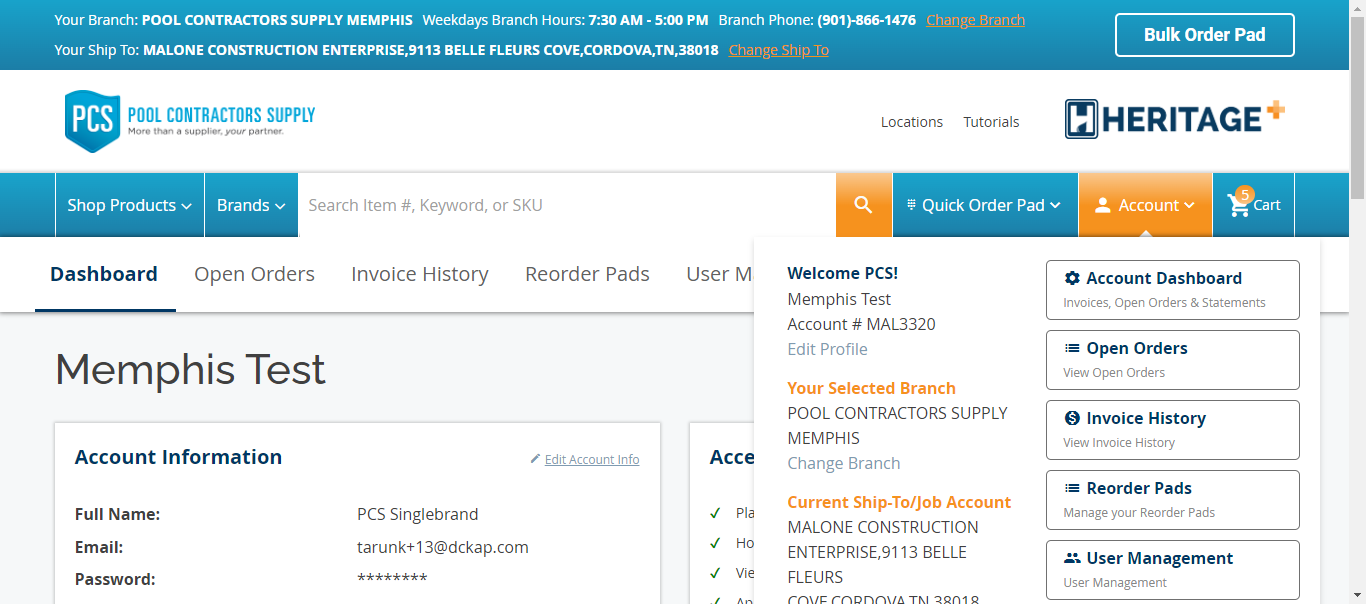 Your Branch: POOL CONTRACTORS SUPPLY MEMPHIS Weekdays Branch Hours: 7:30 AM - 5:00 PM Branch Phone: (901)-866-1476 Change Branch
Your Ship To: MALONE CONSTRUCTION ENTERPRISE,9113 BELLE FLEURS COVE,CORDOVA,TN,38018 Change Ship To
Bulk Order Pad
PCS POOL CONTRACTORS SUPPLY
More than a supplier, your partner.
Locations Tutorials
HERITAGE+
Shop Products Brands Search Item #, Keyword, or SKU Quick Order Pad Account 5 Cart
Dashboard Open Orders Invoice History Reorder Pads User M
Memphis Test
Account Information Edit Account Info
Full Name: PCS Singlebrand
Email: tarunk+13@dckap.com
Password: ********
Acce
Pla
Ho
Vie
Ap
Welcome PCS!
Memphis Test
Account # MAL3320
Edit Profile
Your Selected Branch
POOL CONTRACTORS SUPPLY
MEMPHIS
Change Branch
Current Ship-To/Job Account
MALONE CONSTRUCTION
ENTERPRISE,9113 BELLE
FLEURS
COVE,CORDOVA,TN,38018
Account Dashboard
Invoices, Open Orders & Statements
Open Orders
View Open Orders
Invoice History
View Invoice History
Reorder Pads
Manage your Reorder Pads
User Management
User Management